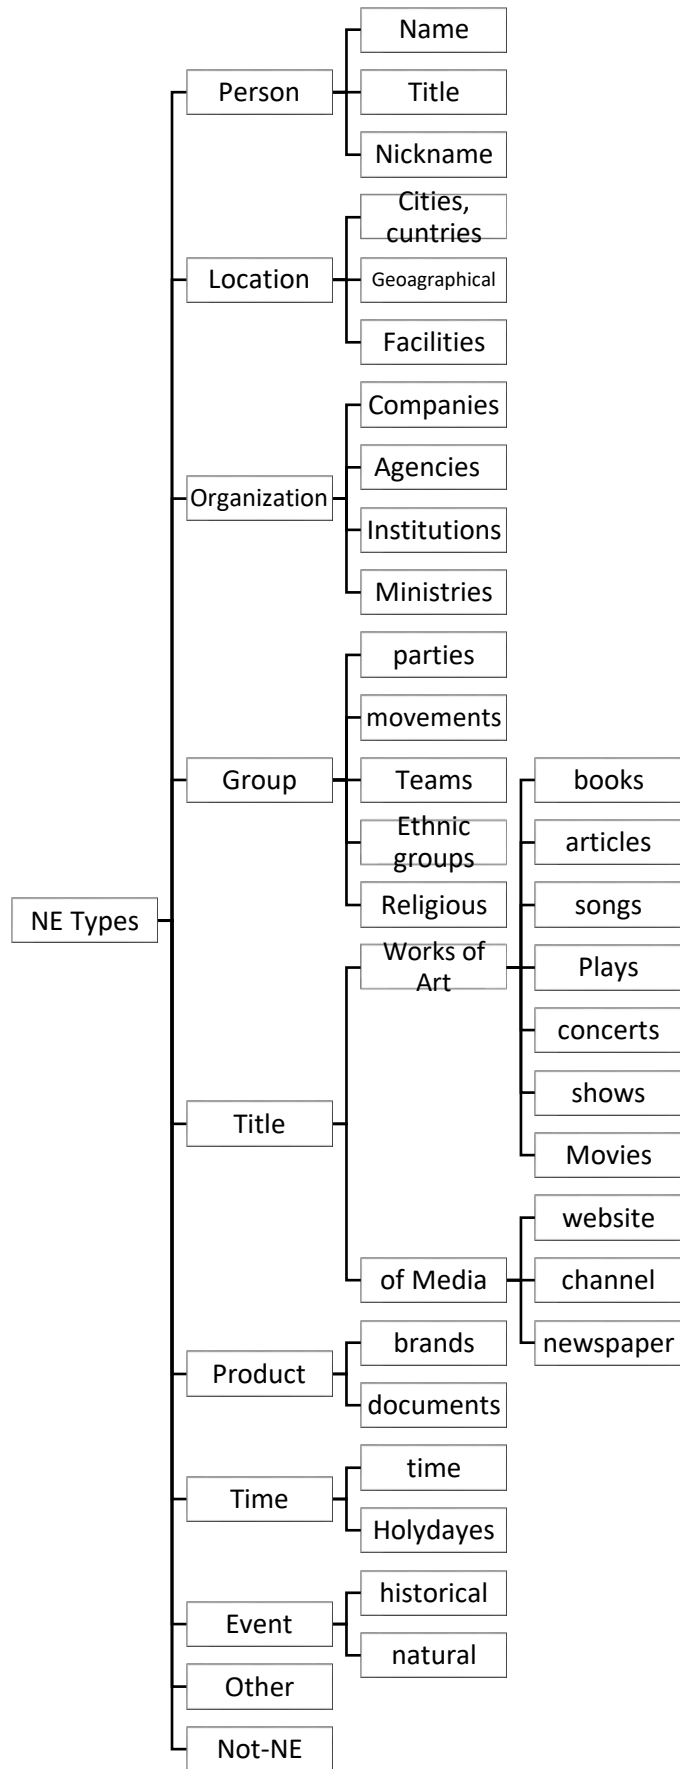 NE Types
Person
Name
Title
Nickname
Location
Cities,
cuntries
Geoagraphical
Facilities
Organization
Companies
Agencies
Institutions
Ministries
Group
parties
movements
Teams
Ethnic
groups
Religious
Title
Works of
Art
books
articles
songs
Plays
concerts
shows
Movies
of Media
website
channel
newspaper
Product
brands
documents
Time
time
Holydayes
Event
historical
natural
Other
Not-NE